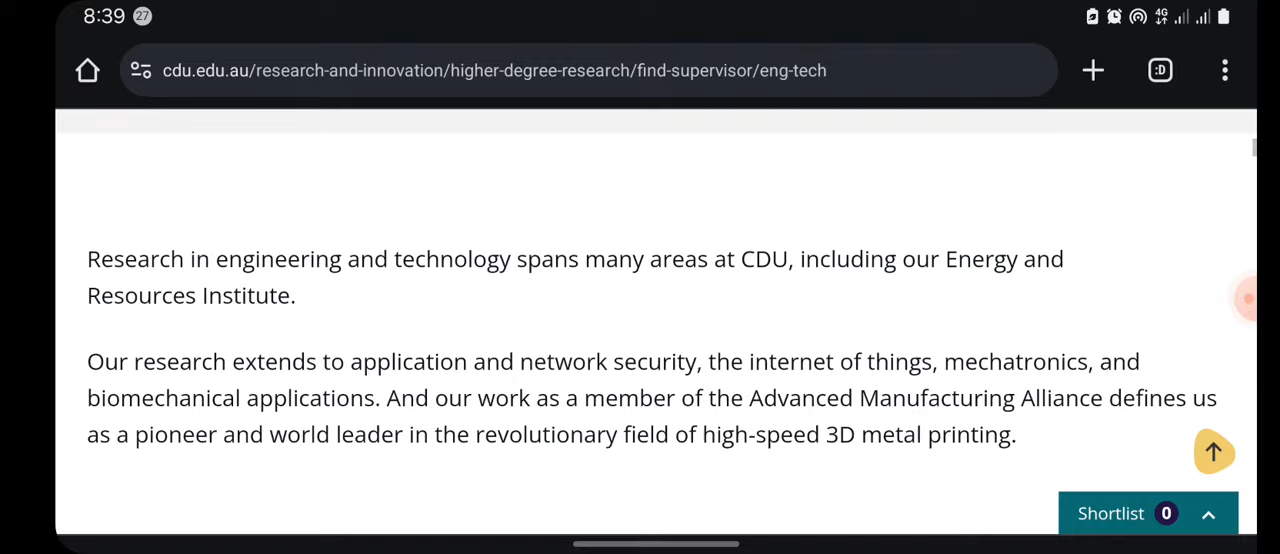 8:39 27 4G
cdu.edu.au/research-and-innovation/higher-degree-research/find-supervisor/eng-tech :D
Research in engineering and technology spans many areas at CDU, including our Energy and
Resources Institute.
Our research extends to application and network security, the internet of things, mechatronics, and
biomechanical applications. And our work as a member of the Advanced Manufacturing Alliance defines us
as a pioneer and world leader in the revolutionary field of high-speed 3D metal printing.
Shortlist 0